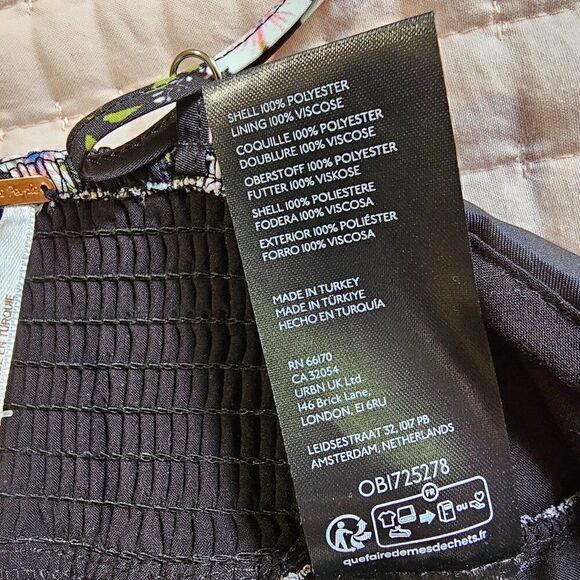 SHELL 100% POLYESTER
LINING 100% VISCOSE
COQUILLE 100% POLYESTER
DOUBLURE 100% VISCOSE
OBERSTOFF 100% POLYESTER
FUTTER 100% VISKOSE
SHELL 100% POLIESTERE
FODERA 100% VISCOSA
EXTERIOR 100% POLIÉSTER
FORRO 100% VISCOSA
MADE IN TURKEY
MADE IN TÜRKIYE
HECHO EN TURQUÍA
RN 66170
CA 32054
URBN UK Ltd.
146 Brick Lane,
LONDON, E1 6RU
LEIDSESTRAAT 32, 1017 PB
AMSTERDAM, NETHERLANDS
OB1725278
FR
OU
quefairedemesdechets.fr
EN TURQUIE